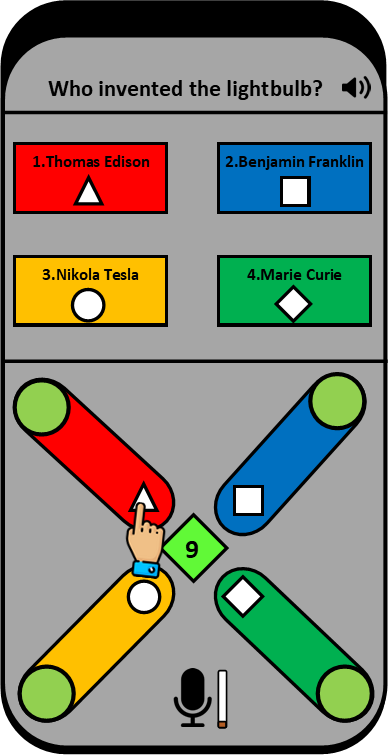 Who invented the lightbulb?
1.Thomas Edison
2.Benjamin Franklin
3.Nikola Tesla
4.Marie Curie
9